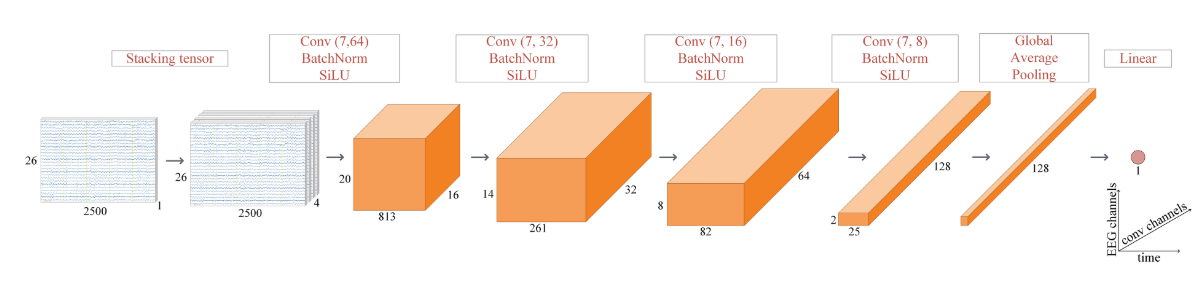 Stacking tensor
Conv (7,64)
BatchNorm
SiLU
Conv (7, 32)
BatchNorm
SiLU
Conv (7, 16)
BatchNorm
SiLU
Conv (7, 8)
BatchNorm
SiLU
Global
Average
Pooling
Linear
26
2500
1
26
2500
4
20
813
16
14
261
32
8
82
64
2
25
128
128
1
EEG channels
conv channels
time